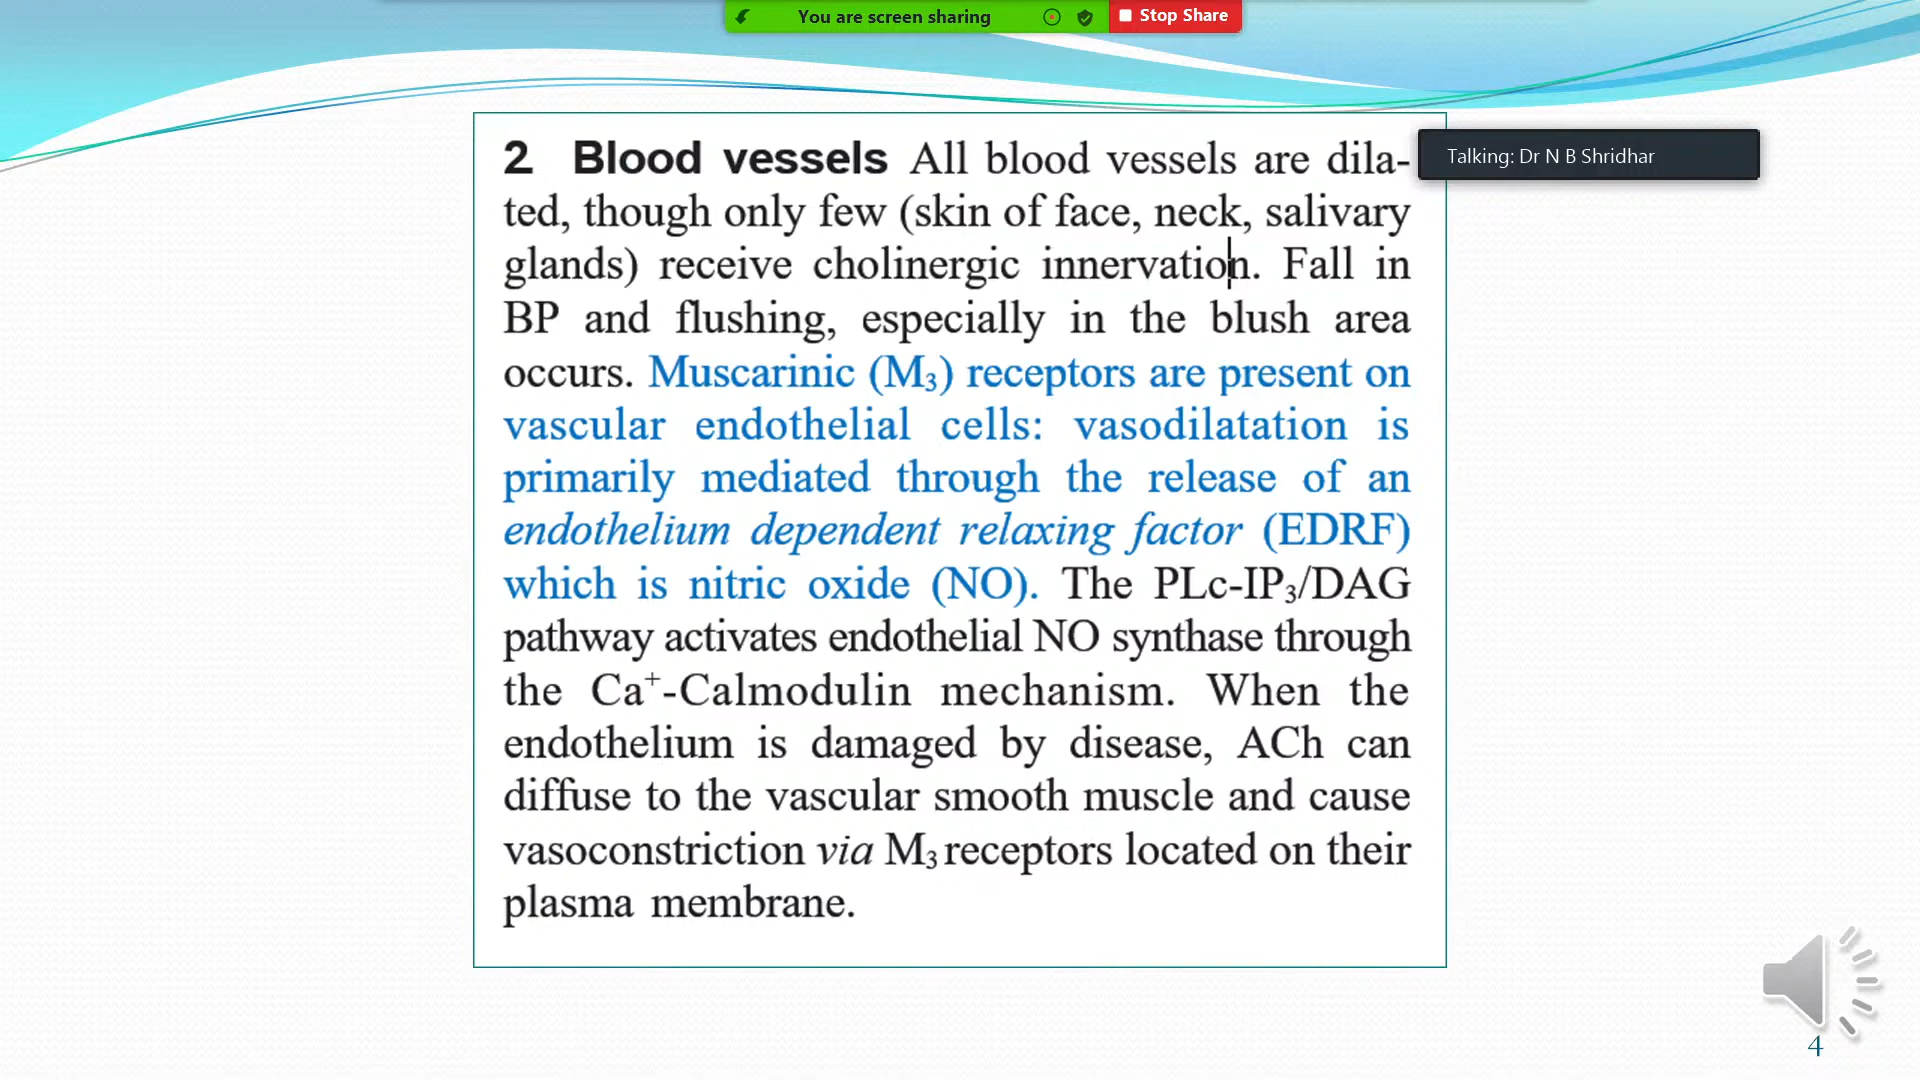 You are screen sharing
Stop Share
Talking: Dr N B Shridhar
2 Blood vessels All blood vessels are dila-
ted, though only few (skin of face, neck, salivary
glands) receive cholinergic innervation. Fall in
BP and flushing, especially in the blush area
occurs. Muscarinic (M₃) receptors are present on
vascular endothelial cells: vasodilatation is
primarily mediated through the release of an
endothelium dependent relaxing factor (EDRF)
which is nitric oxide (NO). The PLc-IP₃/DAG
pathway activates endothelial NO synthase through
the Ca⁺-Calmodulin mechanism. When the
endothelium is damaged by disease, ACh can
diffuse to the vascular smooth muscle and cause
vasoconstriction via M₃ receptors located on their
plasma membrane.
4